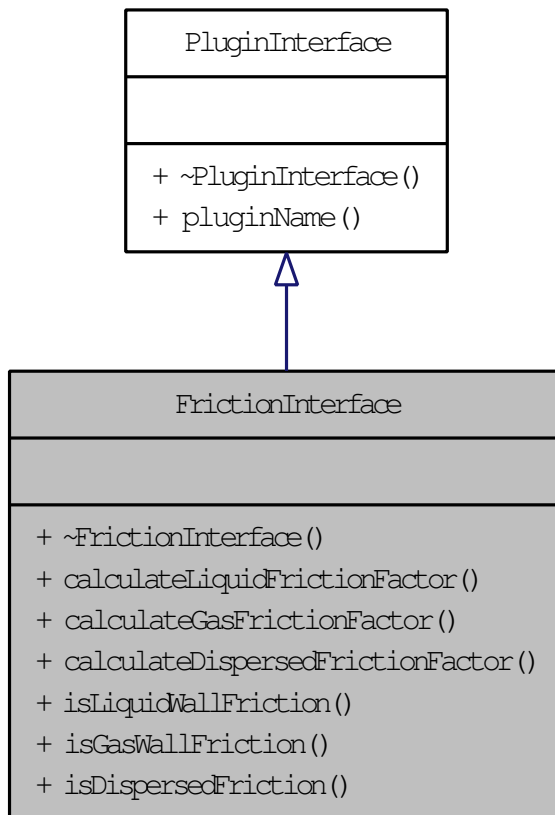 PluginInterface
+ ~PluginInterface()
+ pluginName()
FrictionInterface
+ ~FrictionInterface()
+ calculateLiquidFrictionFactor()
+ calculateGasFrictionFactor()
+ calculateDispersedFrictionFactor()
+ isLiquidWallFriction()
+ isGasWallFriction()
+ isDispersedFriction()